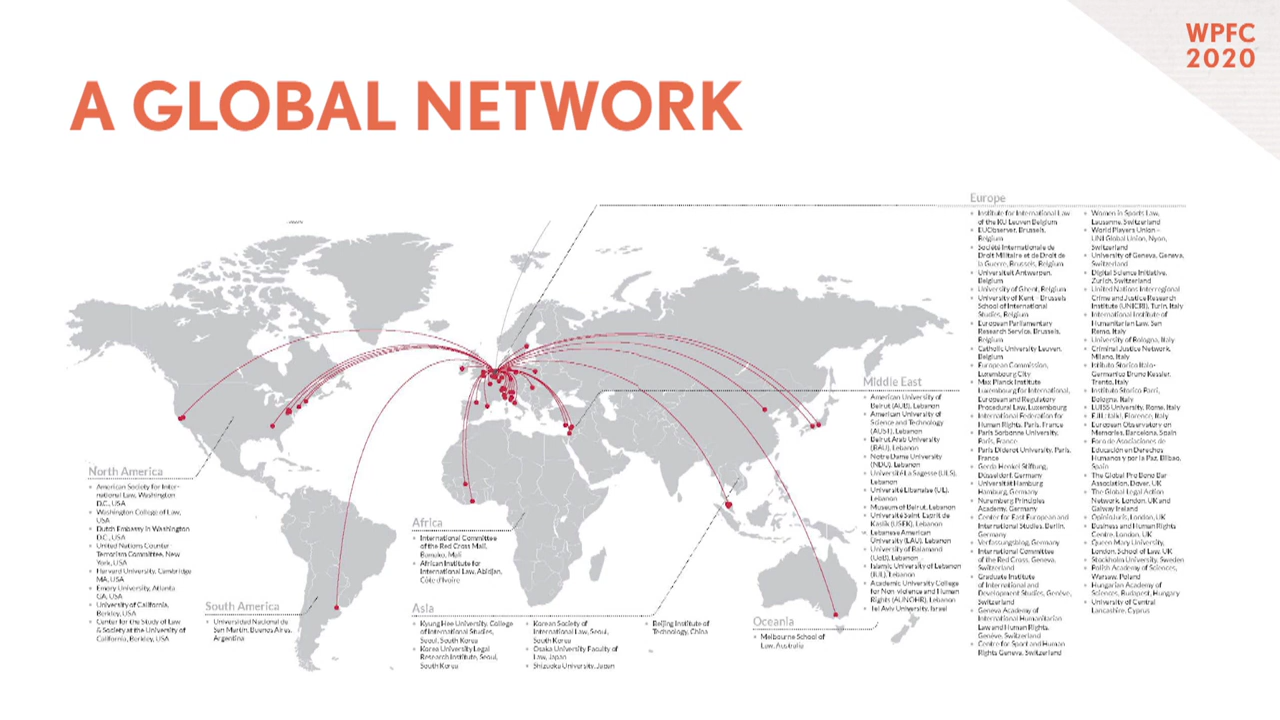 WPFC
2020
A GLOBAL NETWORK
Europe
Institute for International Law
of the KU Leuven Belgium
EUObserver, Brussels,
Belgium
Société Internationale de
Droit Militaire et de Droit de
la Guerre, Brussels, Belgium
Universiteit Antwerpen,
Belgium
University of Ghent, Belgium
University of Kent - Brussels
School of International
Studies, Belgium
European Parliamentary
Research Service, Brussels,
Belgium
Catholic University Leuven,
Belgium
European Commission,
Luxembourg City
Max Planck Institute
Luxembourg for International,
European and Regulatory
Procedural Law, Luxembourg
International Federation for
Human Rights, Paris, France
Paris Sorbonne University,
Paris, France
Paris Diderot University, Paris,
France
Gerda Henkel Stiftung,
Düsseldorf, Germany
Universität Hamburg
Hamburg, Germany
Nuremberg Principles
Academy, Germany
Center for East European and
International Studies, Berlin,
Germany
Verfassungsblog, Germany
International Committee
of the Red Cross, Geneva,
Switzerland
Graduate Institute
of International and
Development Studies, Genève,
Switzerland
Geneva Academy of
International Humanitarian
Law and Human Rights,
Genève, Switzerland
Centre for Sport and Human
Rights Geneva, Switzerland
Women in Sports Law,
Lausanne, Switzerland
World Players Union –
UNI Global Union, Nyon,
Switzerland
University of Geneva, Geneva,
Switzerland
Digital Science Initiative,
Zurich, Switzerland
United Nations Interregional
Crime and Justice Research
Institute (UNICRI), Turin, Italy
International Institute of
Humanitarian Law, San
Remo, Italy
University of Bologna, Italy
Criminal Justice Network,
Milano, Italy
Istituto Storico Italo-
Germanico Bruno Kessler,
Trento, Italy
Instituto Storico Parri,
Bologna, Italy
LUISS University, Rome, Italy
Florence, Italy
European Observatory on
Memories, Barcelona, Spain
Foro de Asociaciones de
Educación en Derechos
Humanos y por la Paz, Bilbao,
Spain
The Global Pro Bono Bar
Association, Dover, UK
The Global Legal Action
Network, London, UK and
Galway Ireland
OpinioJuris, London, UK
Business and Human Rights
Centre, London, UK
Queen Mary University,
London, School of Law, UK
Stockholm University, Sweden
Polish Academy of Sciences,
Warsaw, Poland
Hungarian Academy of
Sciences, Budapest, Hungary
University of Central
Lancashire, Cyprus
Middle East
American University of
Beirut (AUB), Lebanon
American University of
Science and Technology
(AUST), Lebanon
Beirut Arab University
(BAU), Lebanon
Notre Dame University
(NDU), Lebanon
Université La Sagesse (ULS),
Lebanon
Université Libanaise (UL),
Lebanon
Museum of Beirut, Lebanon
Université Saint Esprit de
Kaslik (USEK), Lebanon
Lebanese American
University (LAU), Lebanon
University of Balamand
(UoB), Lebanon
Islamic University of Lebanon
(IUL), Lebanon
Academic University College
for Non-violence and Human
Rights (AUNOHR), Lebanon
Tel Aviv University, Israel
North America
American Society for Inter-
national Law, Washington
D.C., USA
Washington College of Law,
USA
Dutch Embassy in Washington
D.C., USA
United Nations Counter
Terrorism Committee, New
York, USA
Harvard University, Cambridge
MA, USA
Emory University, Atlanta
GA, USA
University of California,
Berkley, USA
Center for the Study of Law
& Society at the University of
California, Berkley, USA
South America
Universidad Nacional de
San Martin, Buenos Aires,
Argentina
Africa
International Committee
of the Red Cross Mali,
Bamako, Mali
African Institute for
International Law, Abidjan,
Côte d'Ivoire
Asia
Kyung Hee University, College
of International Studies,
Seoul, South Korea
Korea University Legal
Research Institute, Seoul,
South Korea
Korean Society of
International Law, Seoul,
South Korea
Osaka University Faculty of
Law, Japan
Shizuoka University, Japan
Beijing Institute of
Technology, China
Oceania
Melbourne School of
Law, Australia